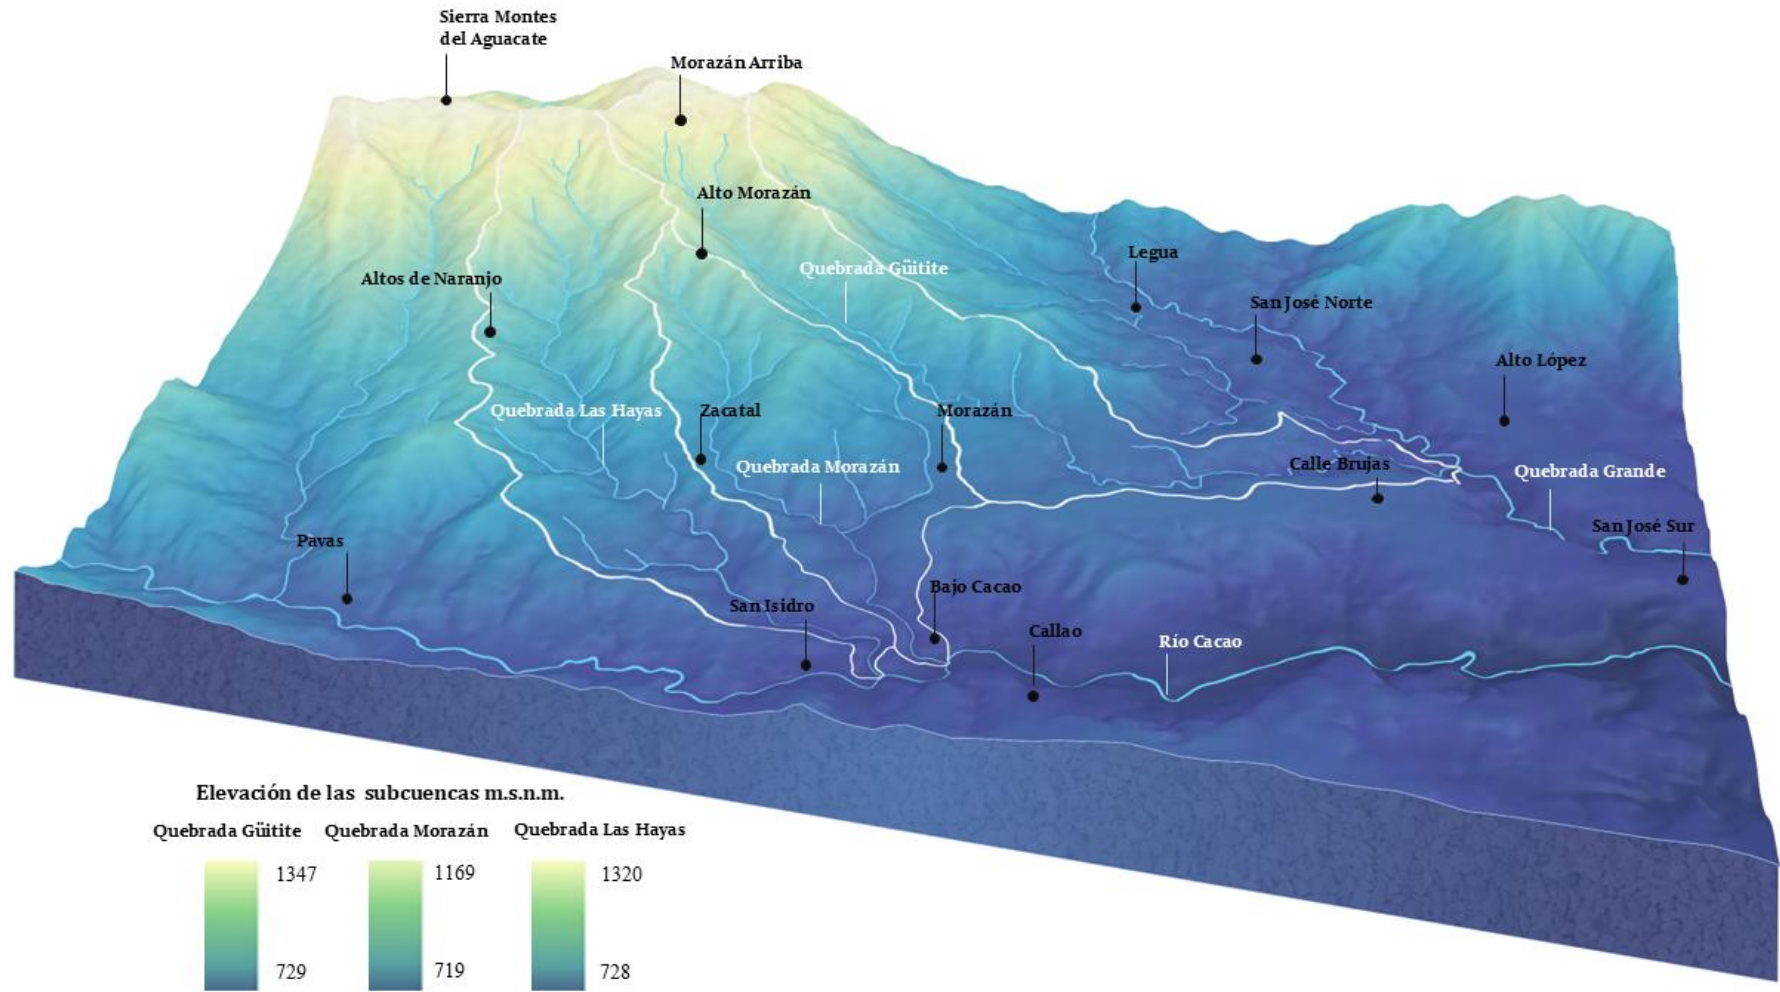 Sierra Montes
del Aguacate
Morazán Arriba
Alto Morazán
Legua
Quebrada Güitite
Altos de Naranjo
San José Norte
Alto López
Quebrada Las Hayas
Zacatal
Morazán
Quebrada Morazán
Calle Brujas
Quebrada Grande
San José Sur
Pavas
Bajo Cacao
San Isidro
Callao
Río Cacao
Elevación de las subcuencas m.s.n.m.
Quebrada Güitite Quebrada Morazán Quebrada Las Hayas
1347 1169 1320
729 719 728